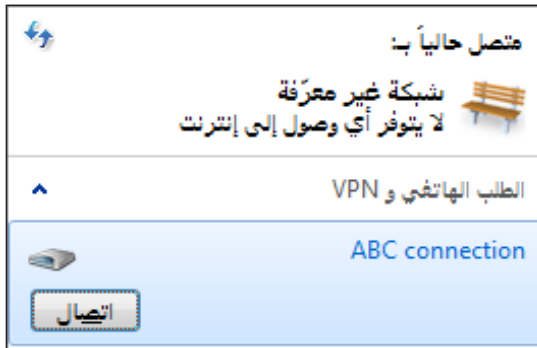 متصل حالياً بـ:
شبكة غير معرّفة
لا يتوفر أي وصول إلى إنترنت
الطلب الهاتفي و VPN
ABC connection
اتصال